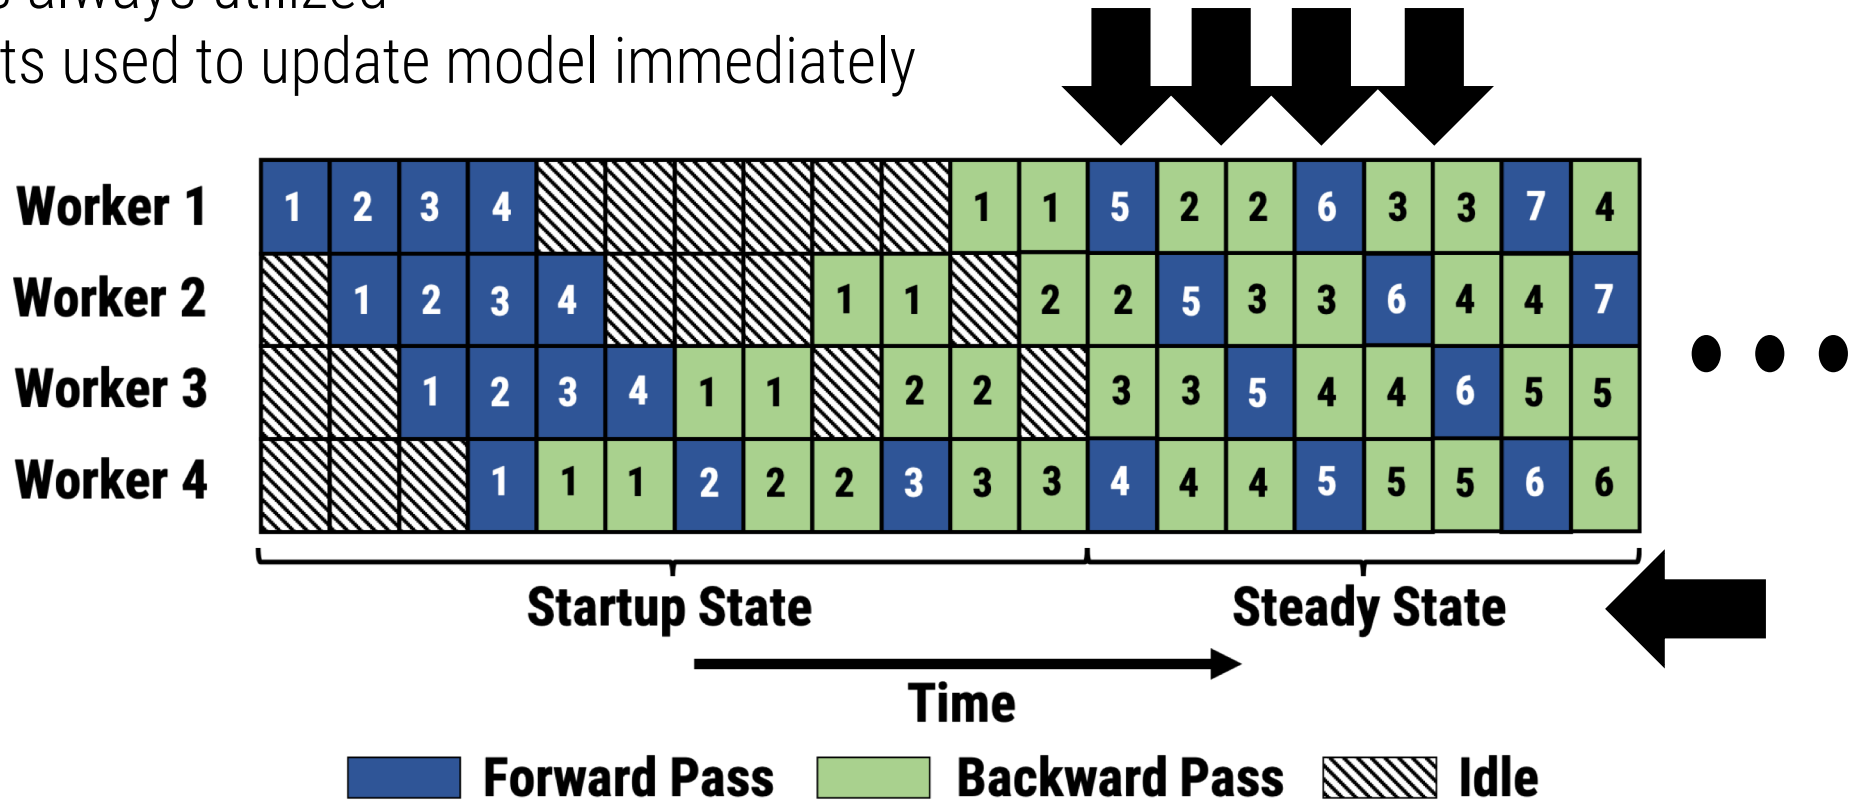 always utilized
ts used to update model immediately
Worker 1 1 2 3 4 1 1 5 2 2 6 3 3 7 4
Worker 2 1 2 3 4 1 1 2 2 5 3 3 6 4 4 7
Worker 3 1 2 3 4 1 1 2 2 3 3 5 4 4 6 5 5
Worker 4 1 1 1 2 2 2 3 3 3 4 4 4 5 5 5 6 6
Startup State Steady State
Time
Forward Pass Backward Pass Idle